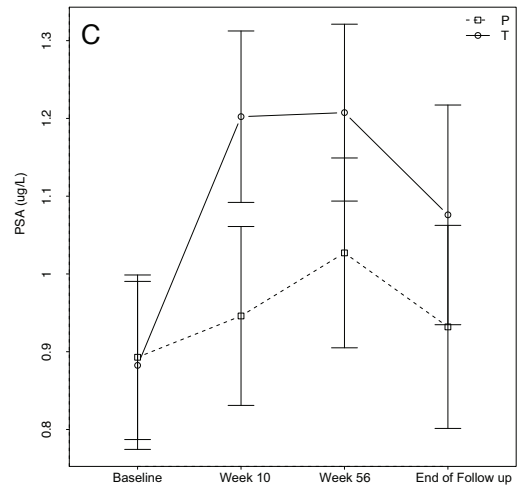 C
P
T
PSA (ug/L)
1.3
1.2
1.1
1
0.9
0.8
Baseline Week 10 Week 56 End of Follow up